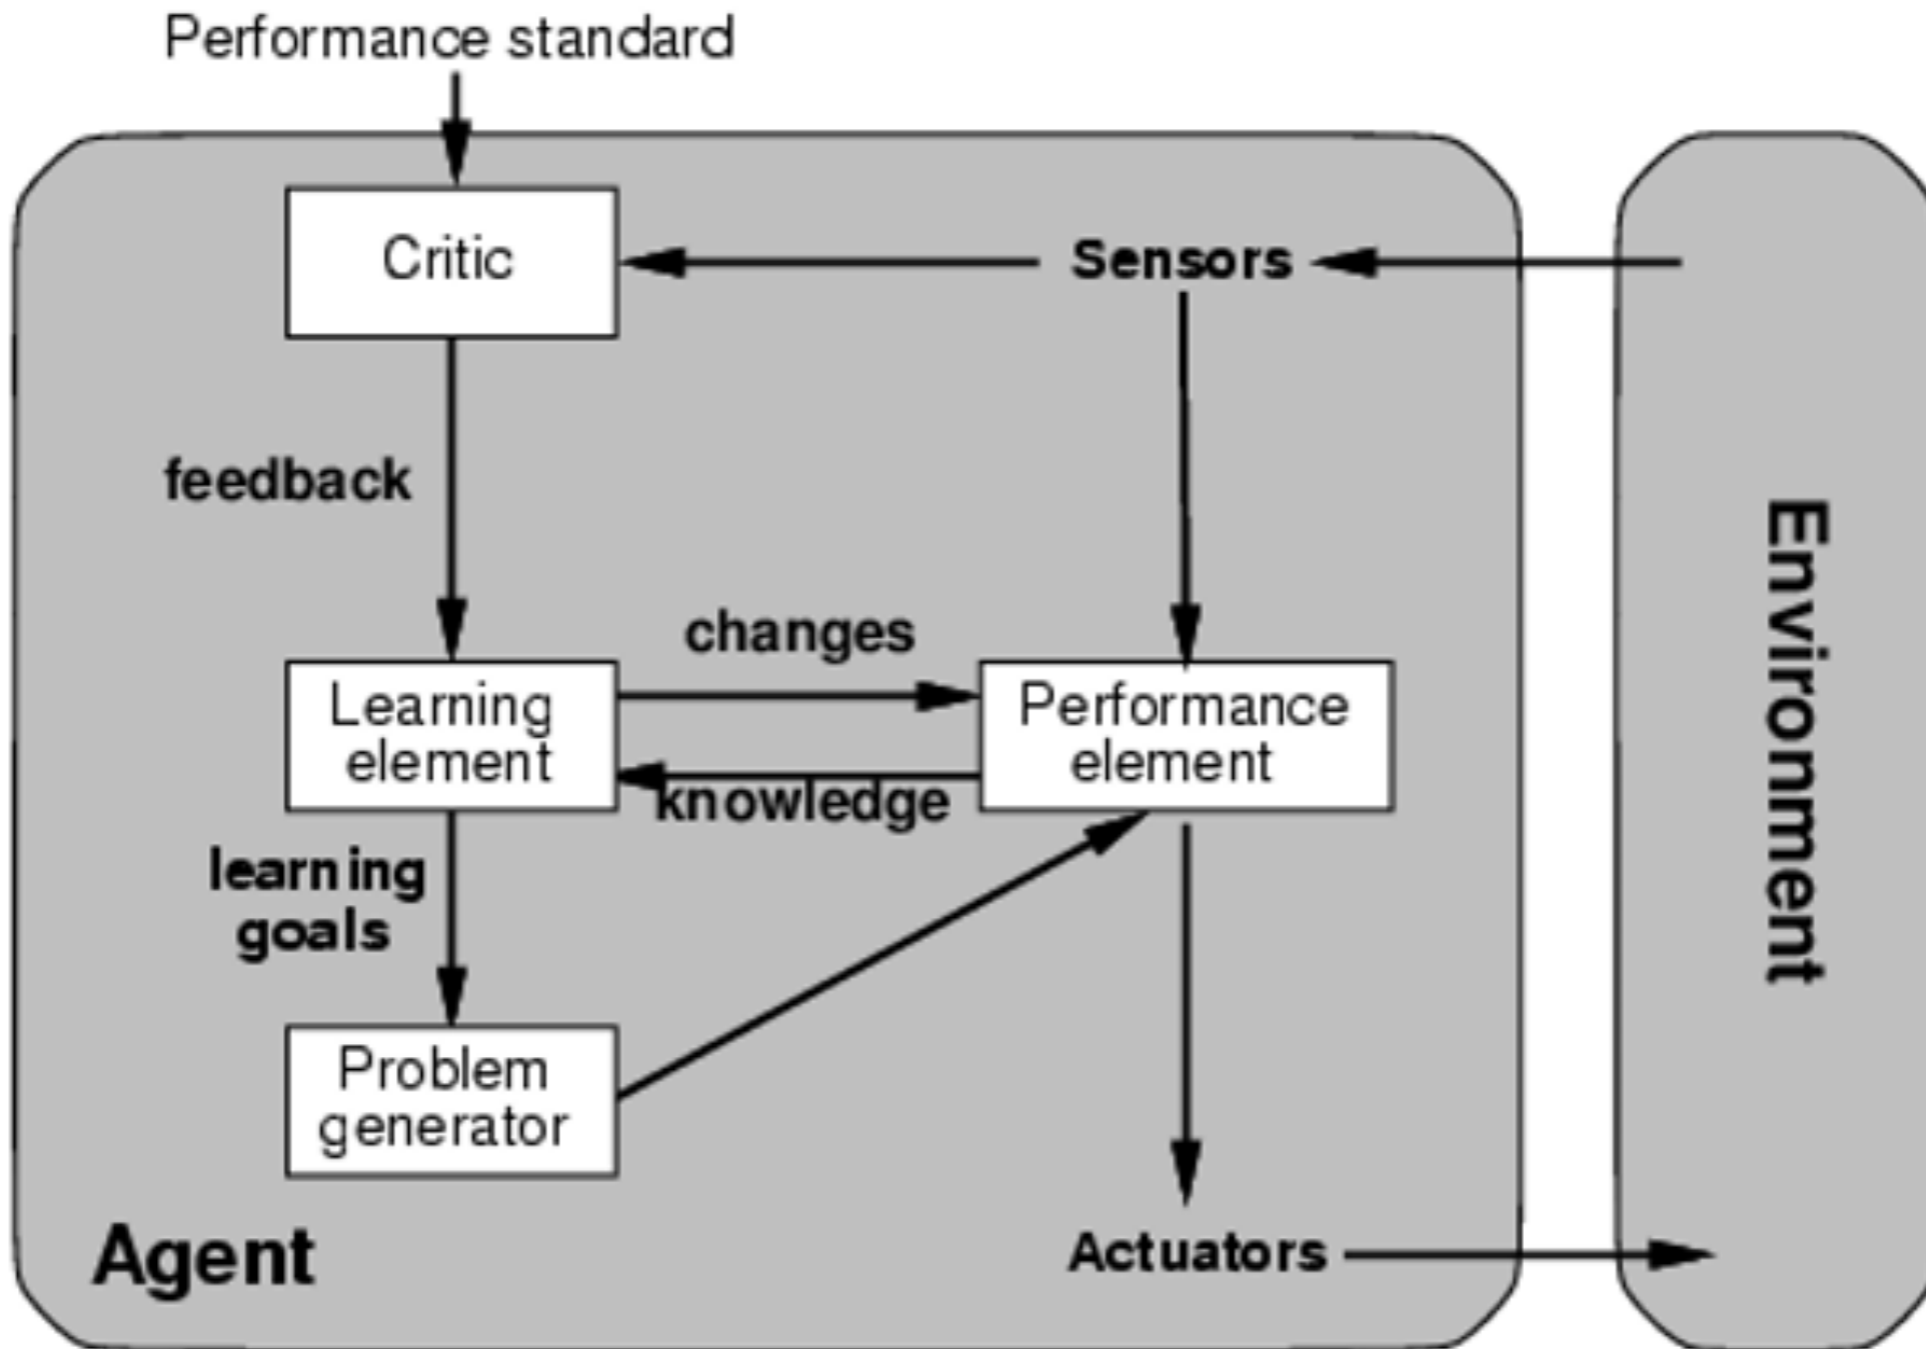 Performance standard
Critic
Sensors
feedback
changes
Learning
element
Performance
element
knowledge
learning
goals
Problem
generator
Agent
Actuators
Environment